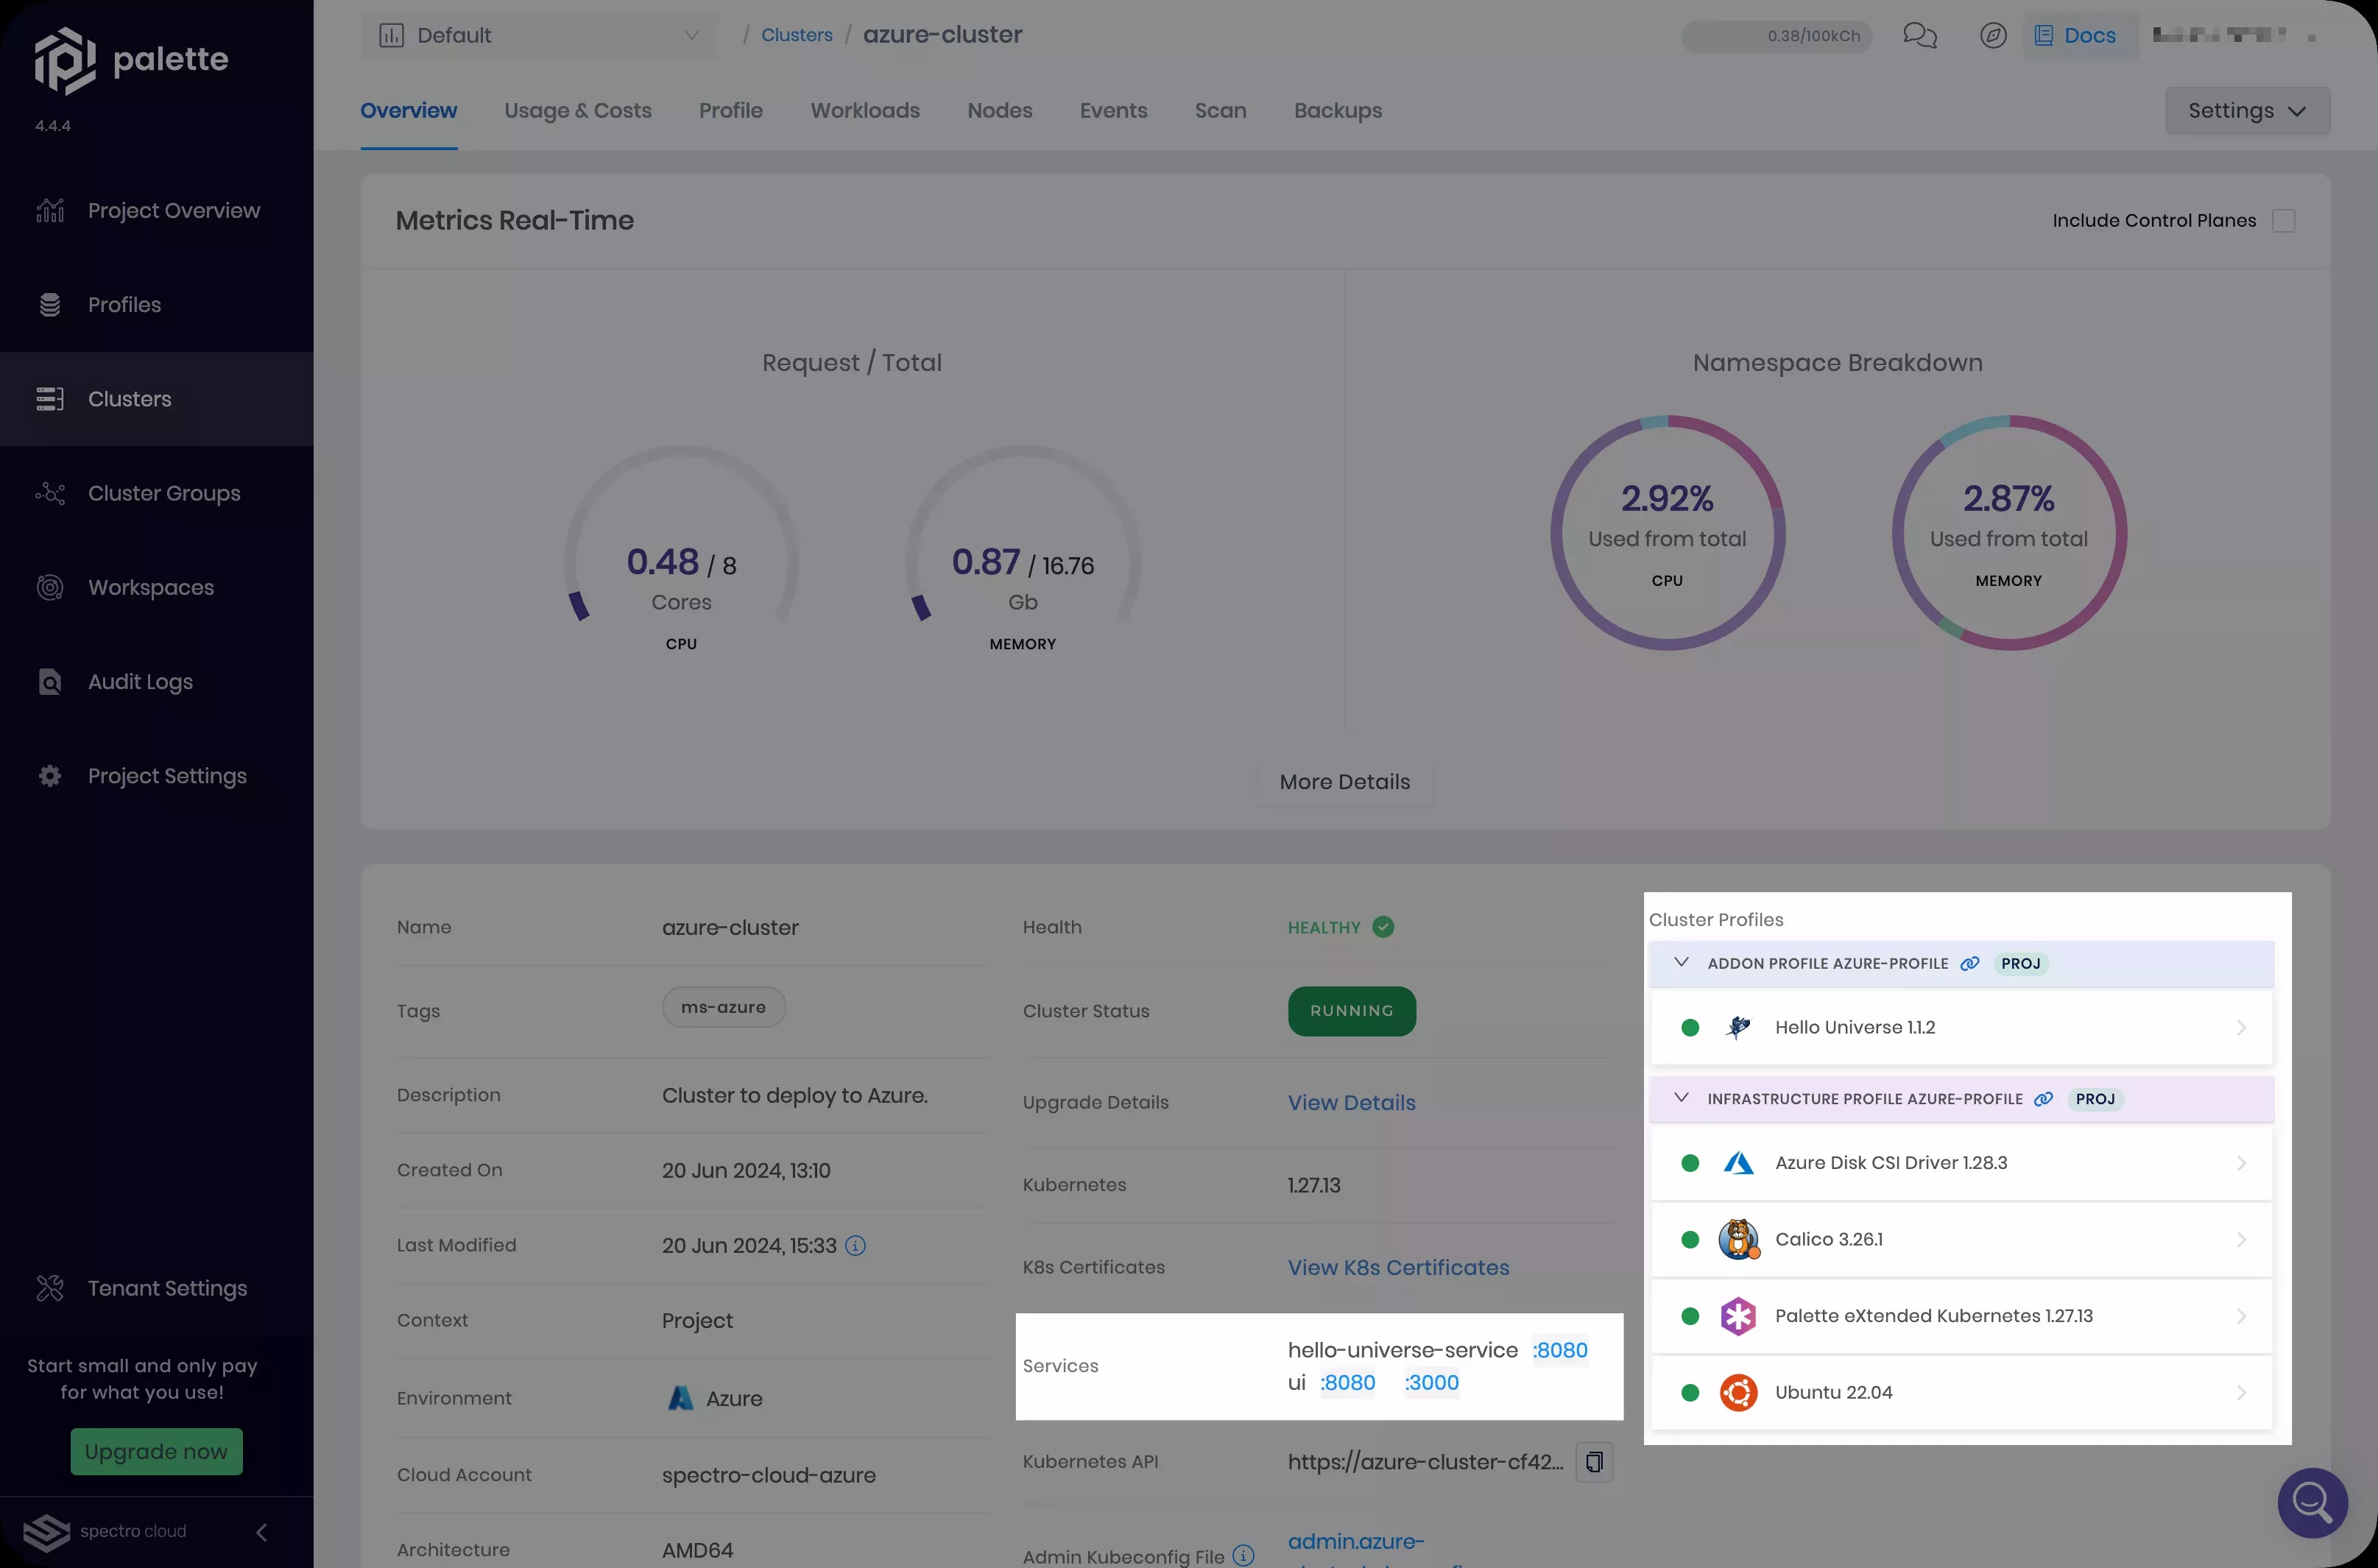 palette
4.4.4
Project Overview
Profiles
Clusters
Cluster Groups
Workspaces
Audit Logs
Project Settings
Tenant Settings
Start small and only pay
for what you use!
Upgrade now
spectro cloud
Default
/ Clusters / azure-cluster
0.38/100kCh
Docs
Overview
Usage & Costs
Profile
Workloads
Nodes
Events
Scan
Backups
Settings
Metrics Real-Time
Include Control Planes
Request / Total
0.48 / 8
Cores
CPU
0.87 / 16.76
Gb
MEMORY
Namespace Breakdown
2.92%
Used from total
CPU
2.87%
Used from total
MEMORY
More Details
Name
azure-cluster
Tags
ms-azure
Description
Cluster to deploy to Azure.
Created On
20 Jun 2024, 13:10
Last Modified
20 Jun 2024, 15:33
Context
Project
Environment
Azure
Cloud Account
spectro-cloud-azure
Architecture
AMD64
Health
HEALTHY
Cluster Status
RUNNING
Upgrade Details
View Details
Kubernetes
1.27.13
K8s Certificates
View K8s Certificates
Services
hello-universe-service :8080
ui :8080 :3000
Kubernetes API
https://azure-cluster-cf42...
Admin Kubeconfig File
admin.azure-
Cluster Profiles
ADDON PROFILE AZURE-PROFILE PROJ
Hello Universe 1.1.2
INFRASTRUCTURE PROFILE AZURE-PROFILE PROJ
Azure Disk CSI Driver 1.28.3
Calico 3.26.1
Palette eXtended Kubernetes 1.27.13
Ubuntu 22.04